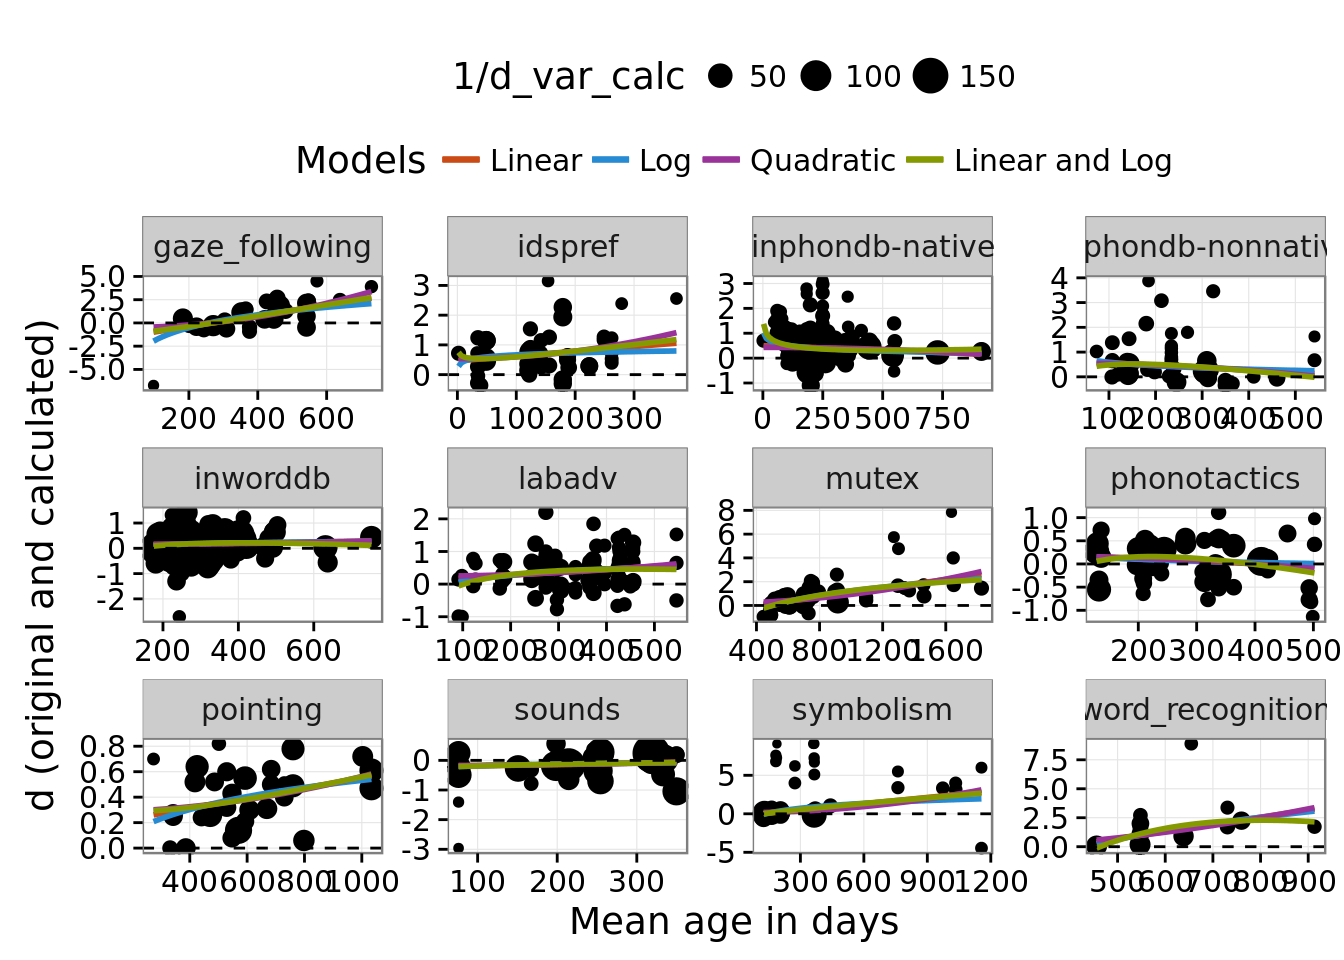 1/d_var_calc 50 100 150
Models Linear Log Quadratic Linear and Log
gaze_following idspref inphondb-native phondb-nonnativ
5.0 2.5 0.0 -2.5 -5.0
3 2 1 0
3 2 1 0 -1
4 3 2 1 0
200 400 600
0 100 200 300
0 250 500 750
100 200 300 400 500
inworddb labadv mutex phonotactics
1 0 -1 -2
2 1 0 -1
8 6 4 2 0
1.0 0.5 0.0 -0.5 -1.0
200 400 600
100 200 300 400 500
400 800 1200 1600
200 300 400 500
pointing sounds symbolism word_recognition
0.8 0.6 0.4 0.2 0.0
0 -1 -2 -3
5 0 -5
7.5 5.0 2.5 0.0
400 600 800 1000
100 200 300
300 600 900 1200
500 600 700 800 900
Mean age in days
d (original and calculated)